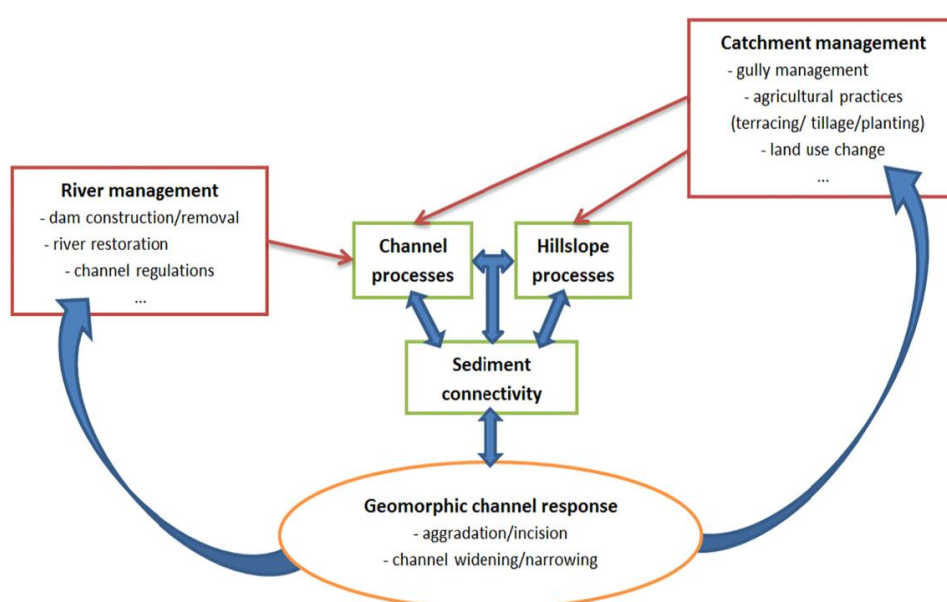 Catchment management
- gully management
- agricultural practices
(terracing/ tillage/planting)
- land use change
...
River management
- dam construction/removal
- river restoration
- channel regulations
...
Channel
processes
Hillslope
processes
Sediment
connectivity
Geomorphic channel response
- aggradation/incision
- channel widening/narrowing